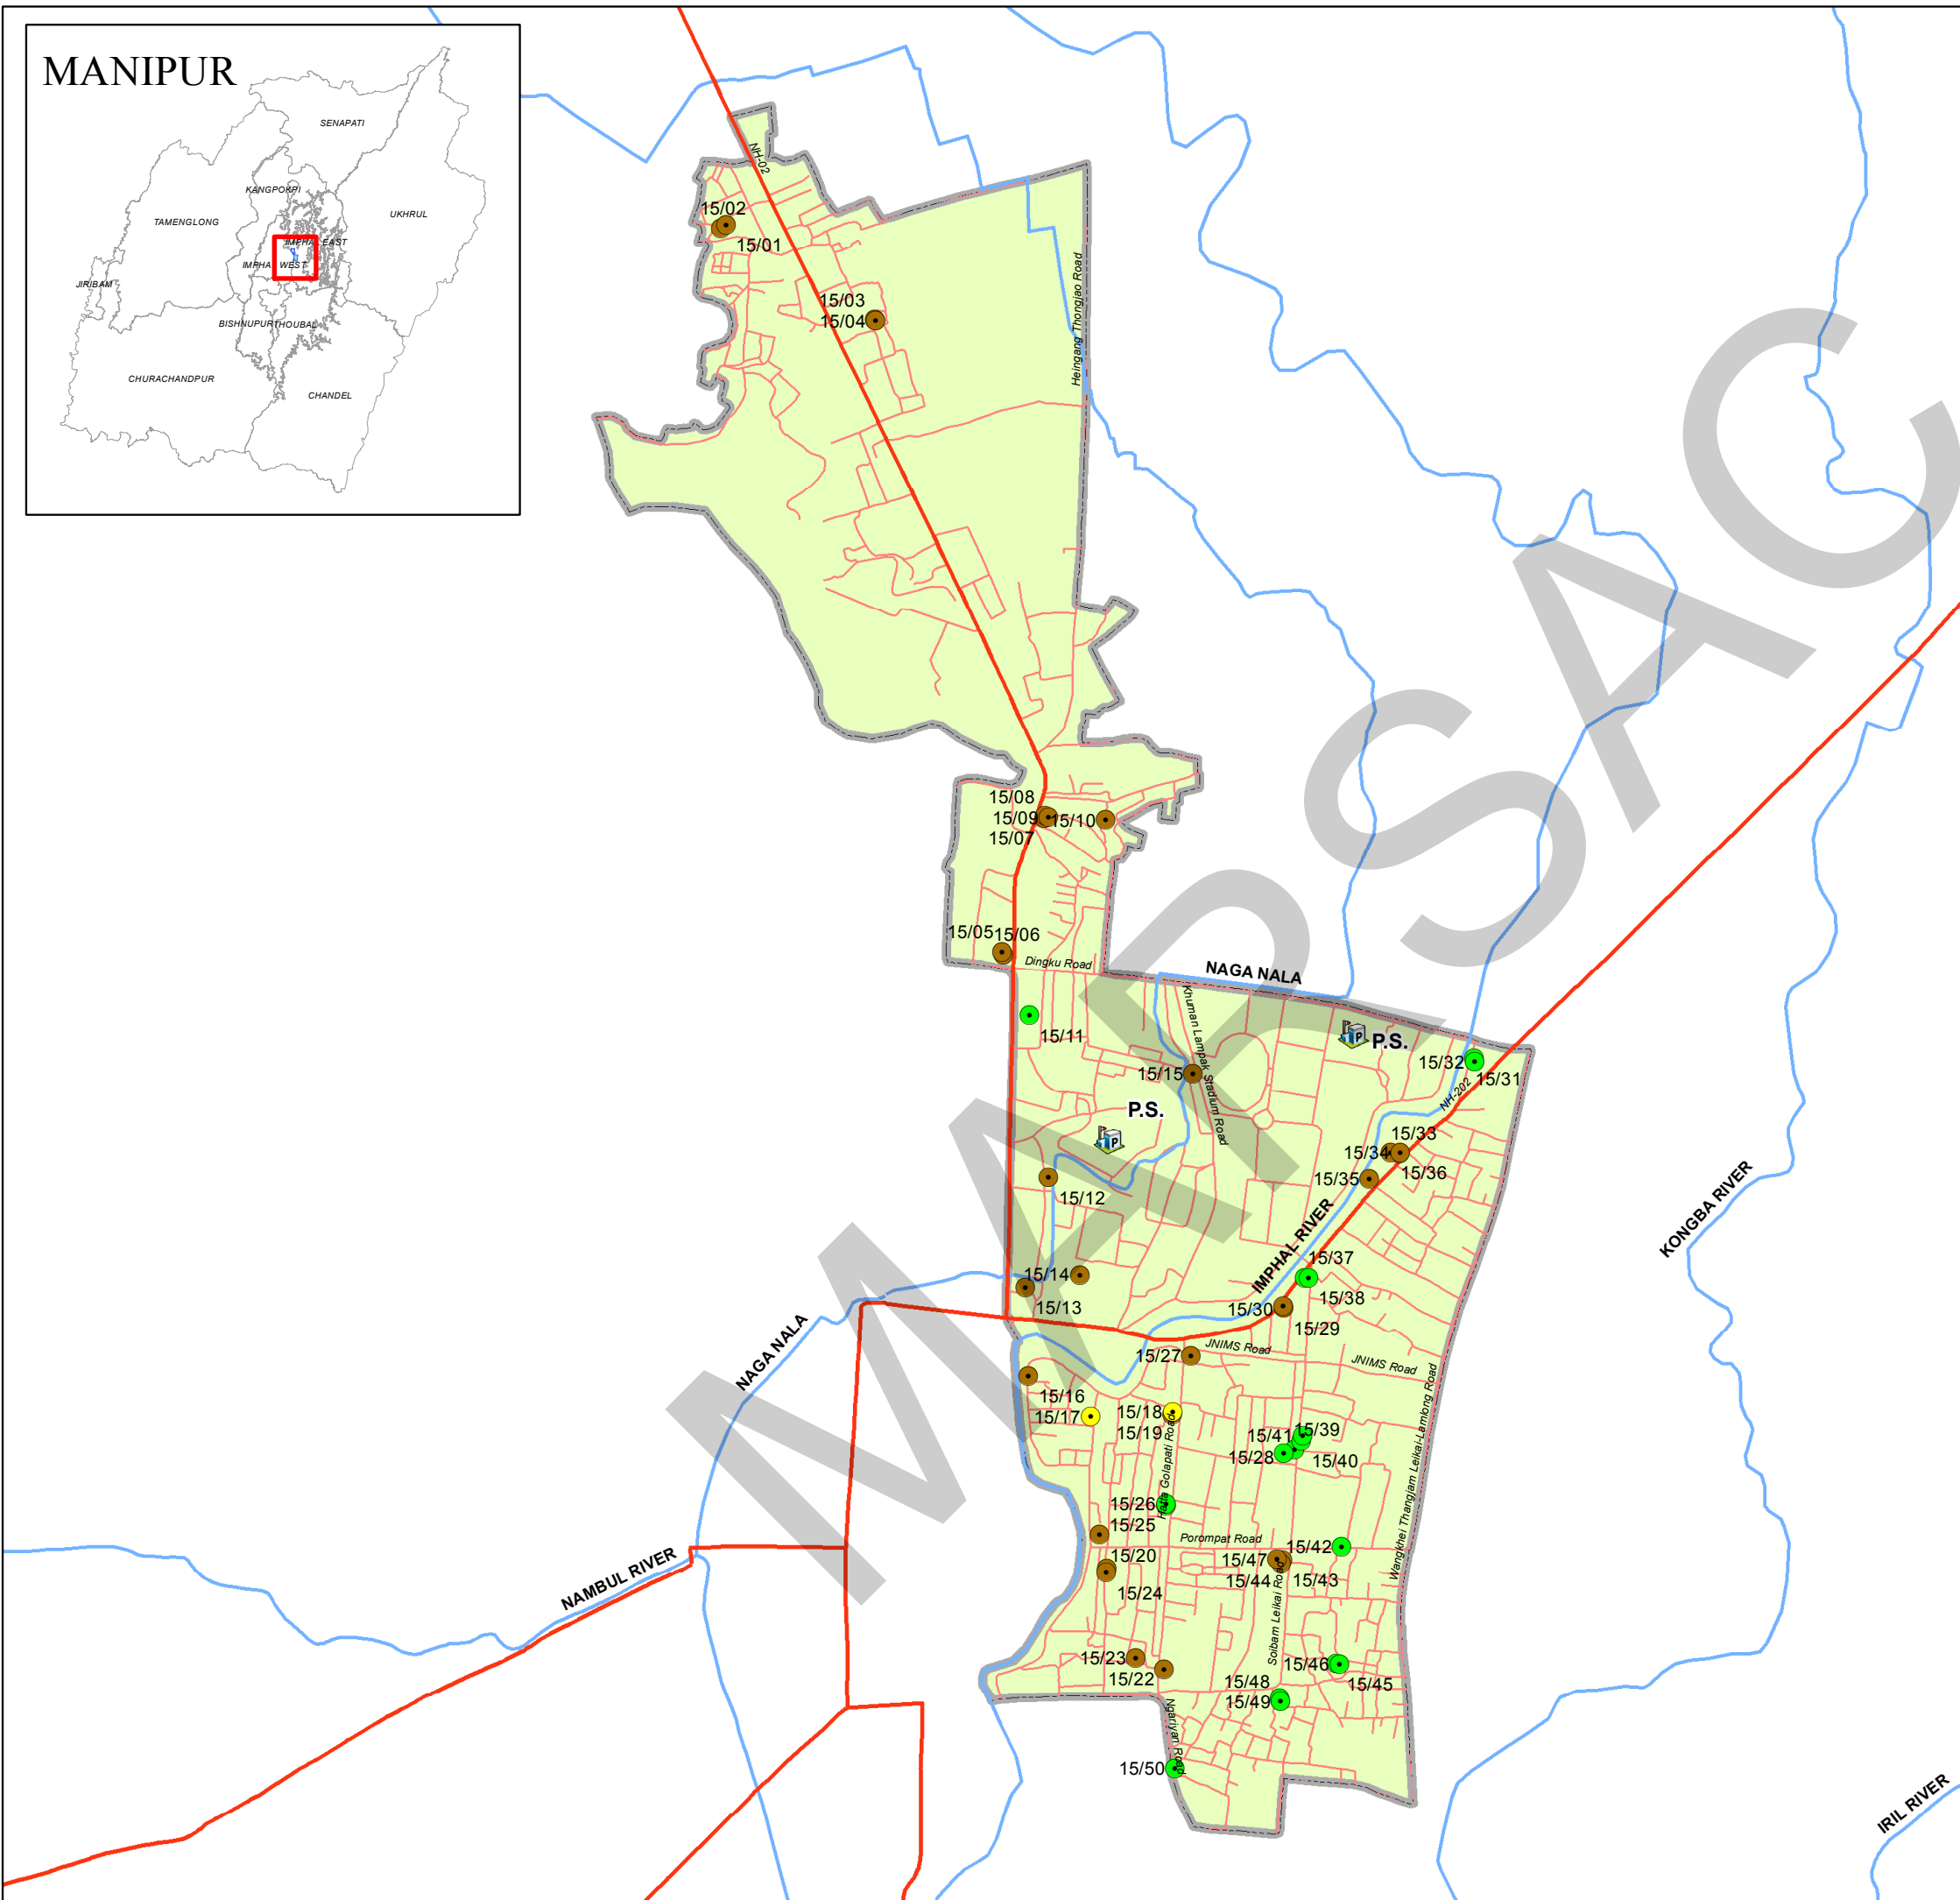 MANIPUR
SENAPATI
KANGPOKPI
TAMENGLONG
UKHRUL
IMPHAL EAST
IMPHA WEST
JIRIBAM
BISHNUPUR
THOUBAL
CHURACHANDPUR
CHANDEL
NH-02
15/02
15/01
15/03
15/04
Heingang Thongjao Road
15/08
15/09
15/10
15/07
15/05
15/06
Dingku Road
NAGA NALA
15/11
Khuman Lampak Stadium Road
P.S.
15/32
15/31
NH-202
15/15
P.S.
15/33
15/34
15/36
15/35
15/12
KONGBA RIVER
IMPHAL RIVER
15/37
15/14
15/38
15/13
15/30
15/29
NAGA NALA
JNIMS Road
JNIMS Road
15/27
15/16
15/17
15/18
15/19
15/39
15/41
15/28
15/40
Wangkhei Thangjam Leikai-Lamlong Road
Golapati Road
15/26
15/25
Porompat Road
15/42
15/20
15/47
15/44
15/43
15/24
NAMBUL RIVER
Soibam Leikai Road
15/23
15/22
15/46
15/45
15/48
15/49
Ngariyan Road
15/50
IRIL RIVER
MARSAC